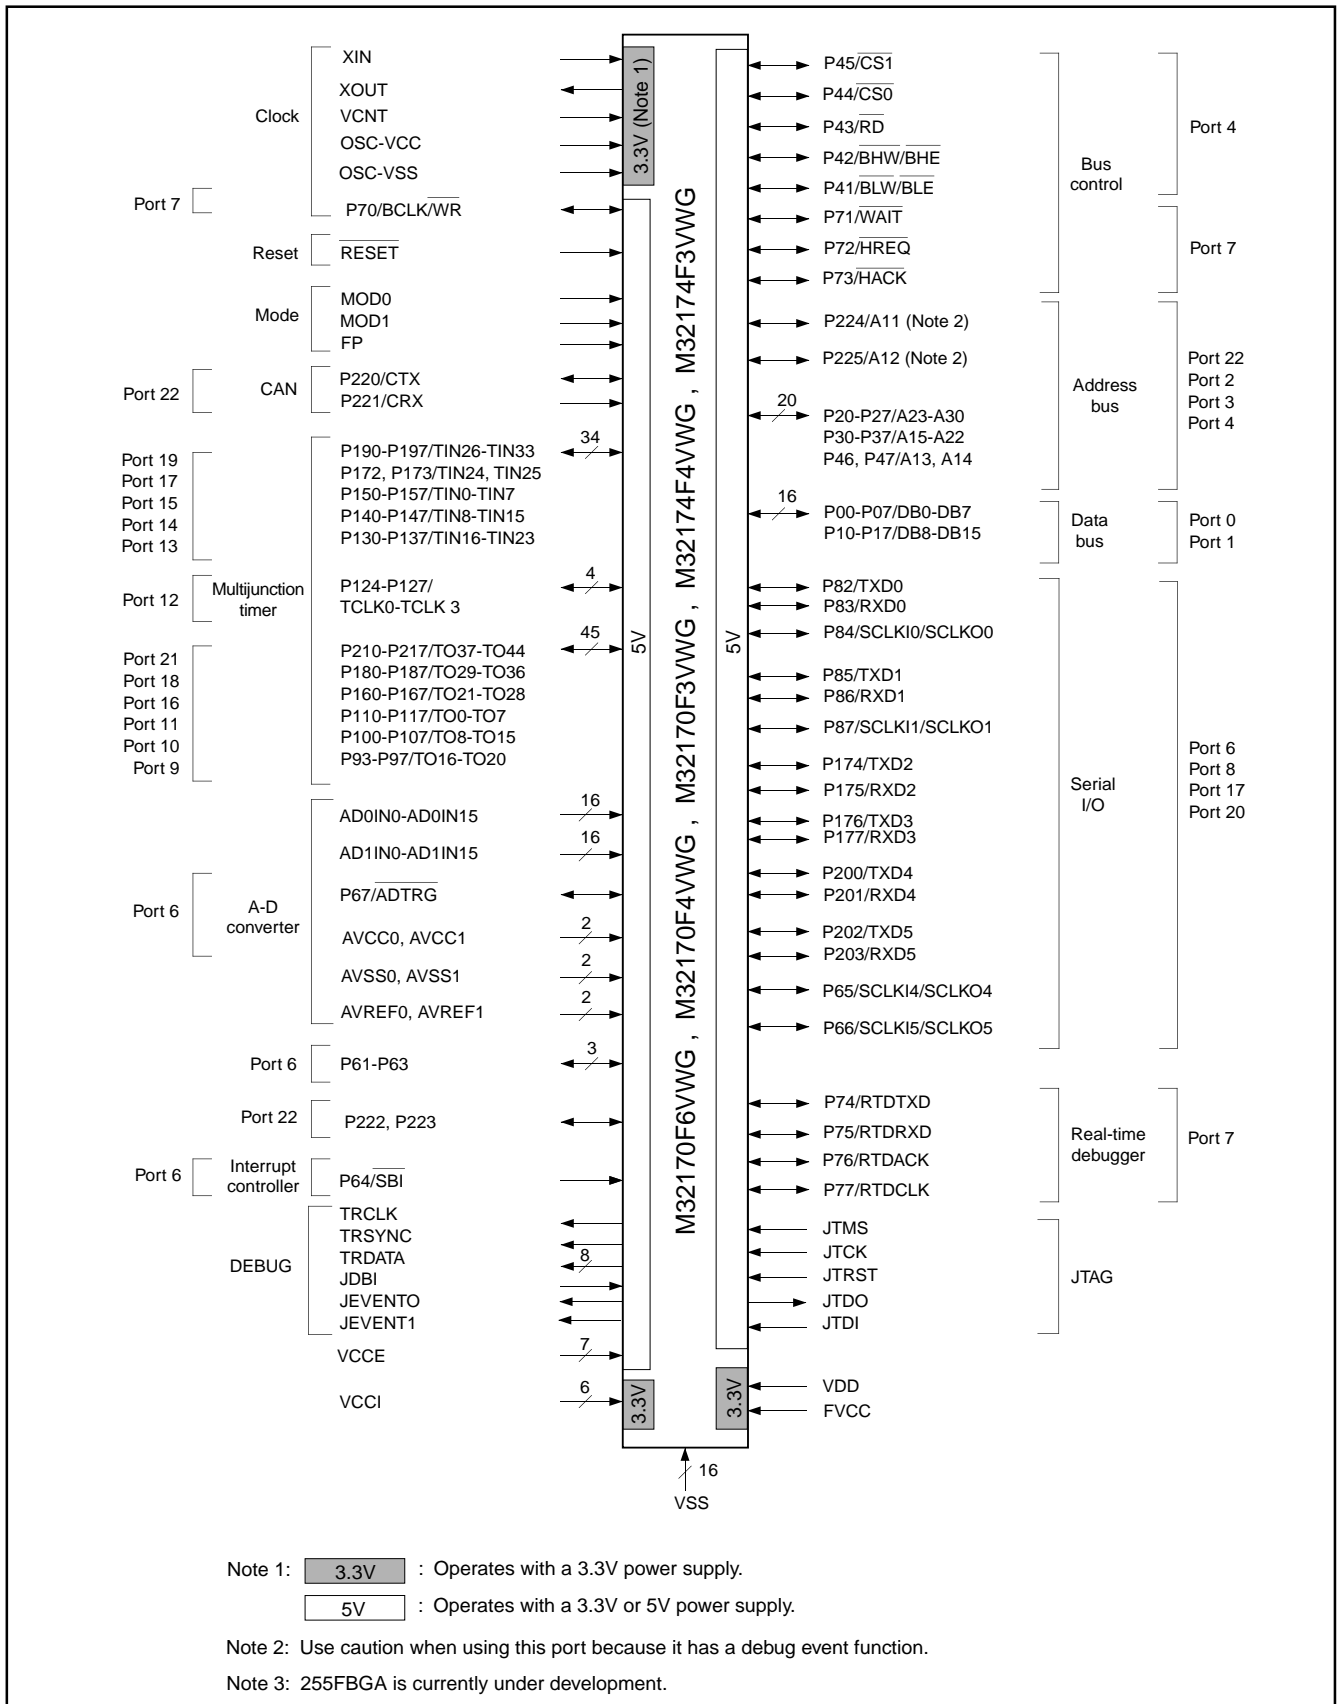 Clock
XIN
XOUT
VCNT
OSC-VCC
OSC-VSS
Port 7
P70/BCLK/WR
Reset
RESET
Mode
MOD0
MOD1
FP
Port 22
CAN
P220/CTX
P221/CRX
Port 19
Port 17
Port 15
Port 14
Port 13
34
P190-P197/TIN26-TIN33
P172, P173/TIN24, TIN25
P150-P157/TIN0-TIN7
P140-P147/TIN8-TIN15
P130-P137/TIN16-TIN23
Port 12
Multijunction
timer
P124-P127/
TCLK0-TCLK 3
4
Port 21
Port 18
Port 16
Port 11
Port 10
Port 9
45
P210-P217/TO37-TO44
P180-P187/TO29-TO36
P160-P167/TO21-TO28
P110-P117/TO0-TO7
P100-P107/TO8-TO15
P93-P97/TO16-TO20
AD0IN0-AD0IN15
16
AD1IN0-AD1IN15
16
Port 6
A-D
converter
P67/ADTRG
AVCC0, AVCC1
2
AVSS0, AVSS1
2
AVREF0, AVREF1
2
Port 6
P61-P63
3
Port 22
P222, P223
Port 6
Interrupt
controller
P64/SBI
DEBUG
TRCLK
TRSYNC
TRDATA
8
JDBI
JEVENTO
JEVENT1
VCCE
7
VCCI
6
3.3V (Note 1)
5V
3.3V
M32170F6VWG , M32170F4VWG , M32170F3VWG, M32174F4VWG , M32174F3VWG
5V
3.3V
16
VSS
P45/CS1
P44/CS0
P43/RD
P42/BHW/BHE
P41/BLW/BLE
P71/WAIT
P72/HREQ
P73/HACK
Bus
control
Port 4
Port 7
P224/A11 (Note 2)
P225/A12 (Note 2)
20
P20-P27/A23-A30
P30-P37/A15-A22
P46, P47/A13, A14
Address
bus
Port 22
Port 2
Port 3
Port 4
16
P00-P07/DB0-DB7
P10-P17/DB8-DB15
Data
bus
Port 0
Port 1
P82/TXD0
P83/RXD0
P84/SCLKI0/SCLKO0
P85/TXD1
P86/RXD1
P87/SCLKI1/SCLKO1
P174/TXD2
P175/RXD2
P176/TXD3
P177/RXD3
P200/TXD4
P201/RXD4
P202/TXD5
P203/RXD5
P65/SCLKI4/SCLKO4
P66/SCLKI5/SCLKO5
Serial
I/O
Port 6
Port 8
Port 17
Port 20
P74/RTDTXD
P75/RTDRXD
P76/RTDACK
P77/RTDCLK
Real-time
debugger
Port 7
JTMS
JTCK
JTRST
JTDO
JTDI
JTAG
VDD
FVCC
Note 1: 3.3V : Operates with a 3.3V power supply.
5V : Operates with a 3.3V or 5V power supply.
Note 2: Use caution when using this port because it has a debug event function.
Note 3: 255FBGA is currently under development.